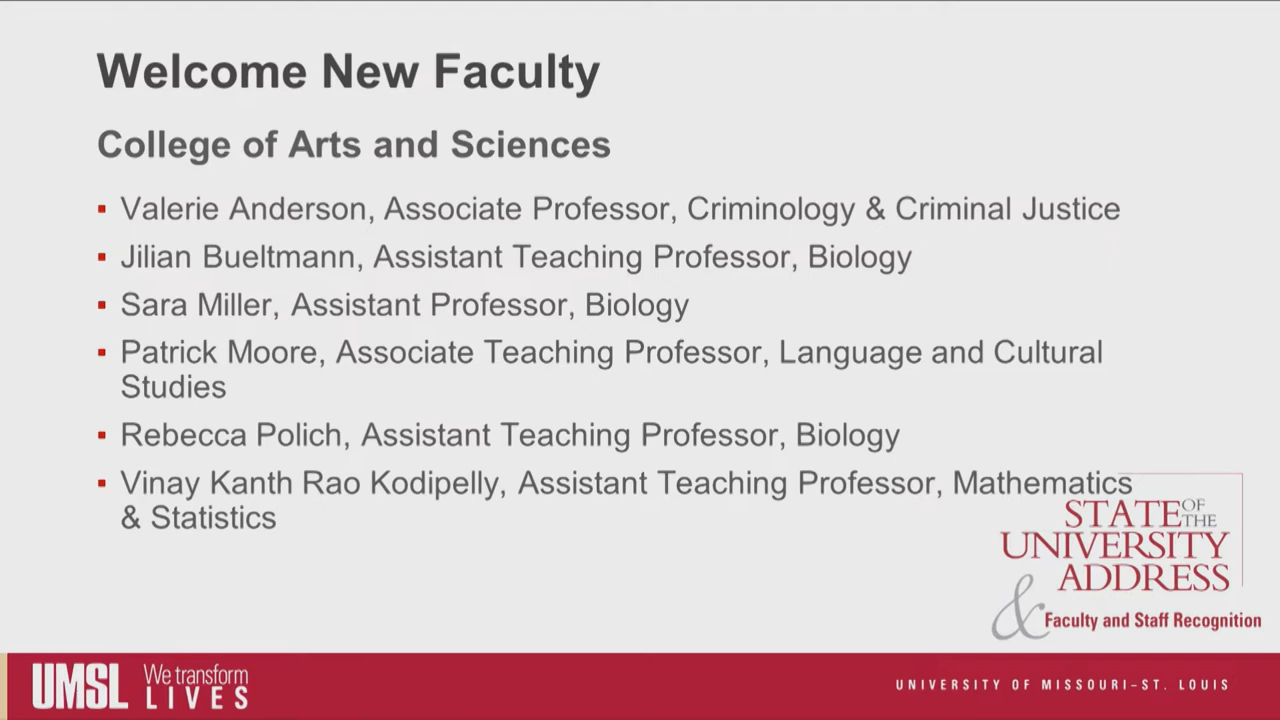 Welcome New Faculty
College of Arts and Sciences
▪ Valerie Anderson, Associate Professor, Criminology & Criminal Justice
▪ Jilian Bueltmann, Assistant Teaching Professor, Biology
▪ Sara Miller, Assistant Professor, Biology
▪ Patrick Moore, Associate Teaching Professor, Language and Cultural
Studies
▪ Rebecca Polich, Assistant Teaching Professor, Biology
▪ Vinay Kanth Rao Kodipelly, Assistant Teaching Professor, Mathematics
& Statistics
STATE OF THE
UNIVERSITY
ADDRESS
& Faculty and Staff Recognition
UMSL We transform
LIVES
UNIVERSITY OF MISSOURI–ST. LOUIS